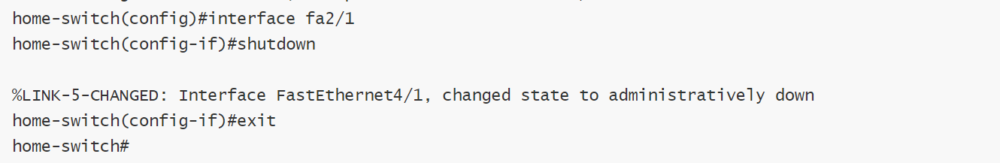 home-switch(config)#interface fa2/1
home-switch(config-if)#shutdown
%LINK-5-CHANGED: Interface FastEthernet4/1, changed state to administratively down
home-switch(config-if)#exit
home-switch#